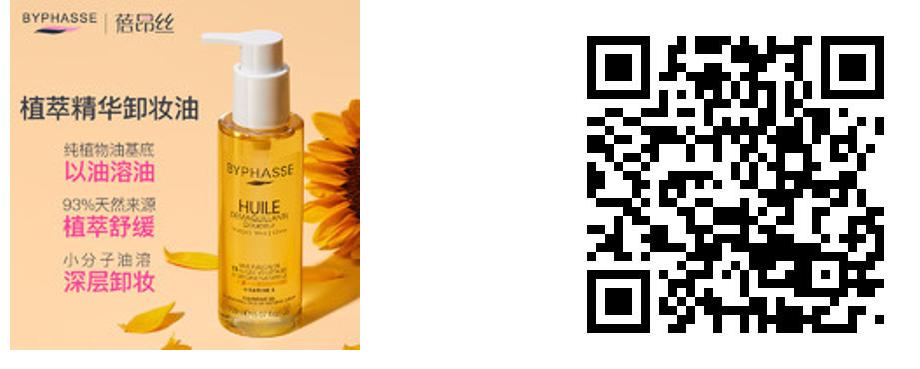 BYPHASSE | 蓓昂丝
植萃精华卸妆油
纯植物油基底
以油溶油
93%天然来源
植萃舒缓
小分子油溶
深层卸妆
BYPHASSE
HUILE
DÉMAQUILLANTE
Douceur